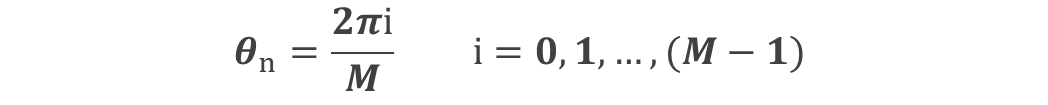 θₙ = 2πi / M i = 0, 1, … , (M − 1)